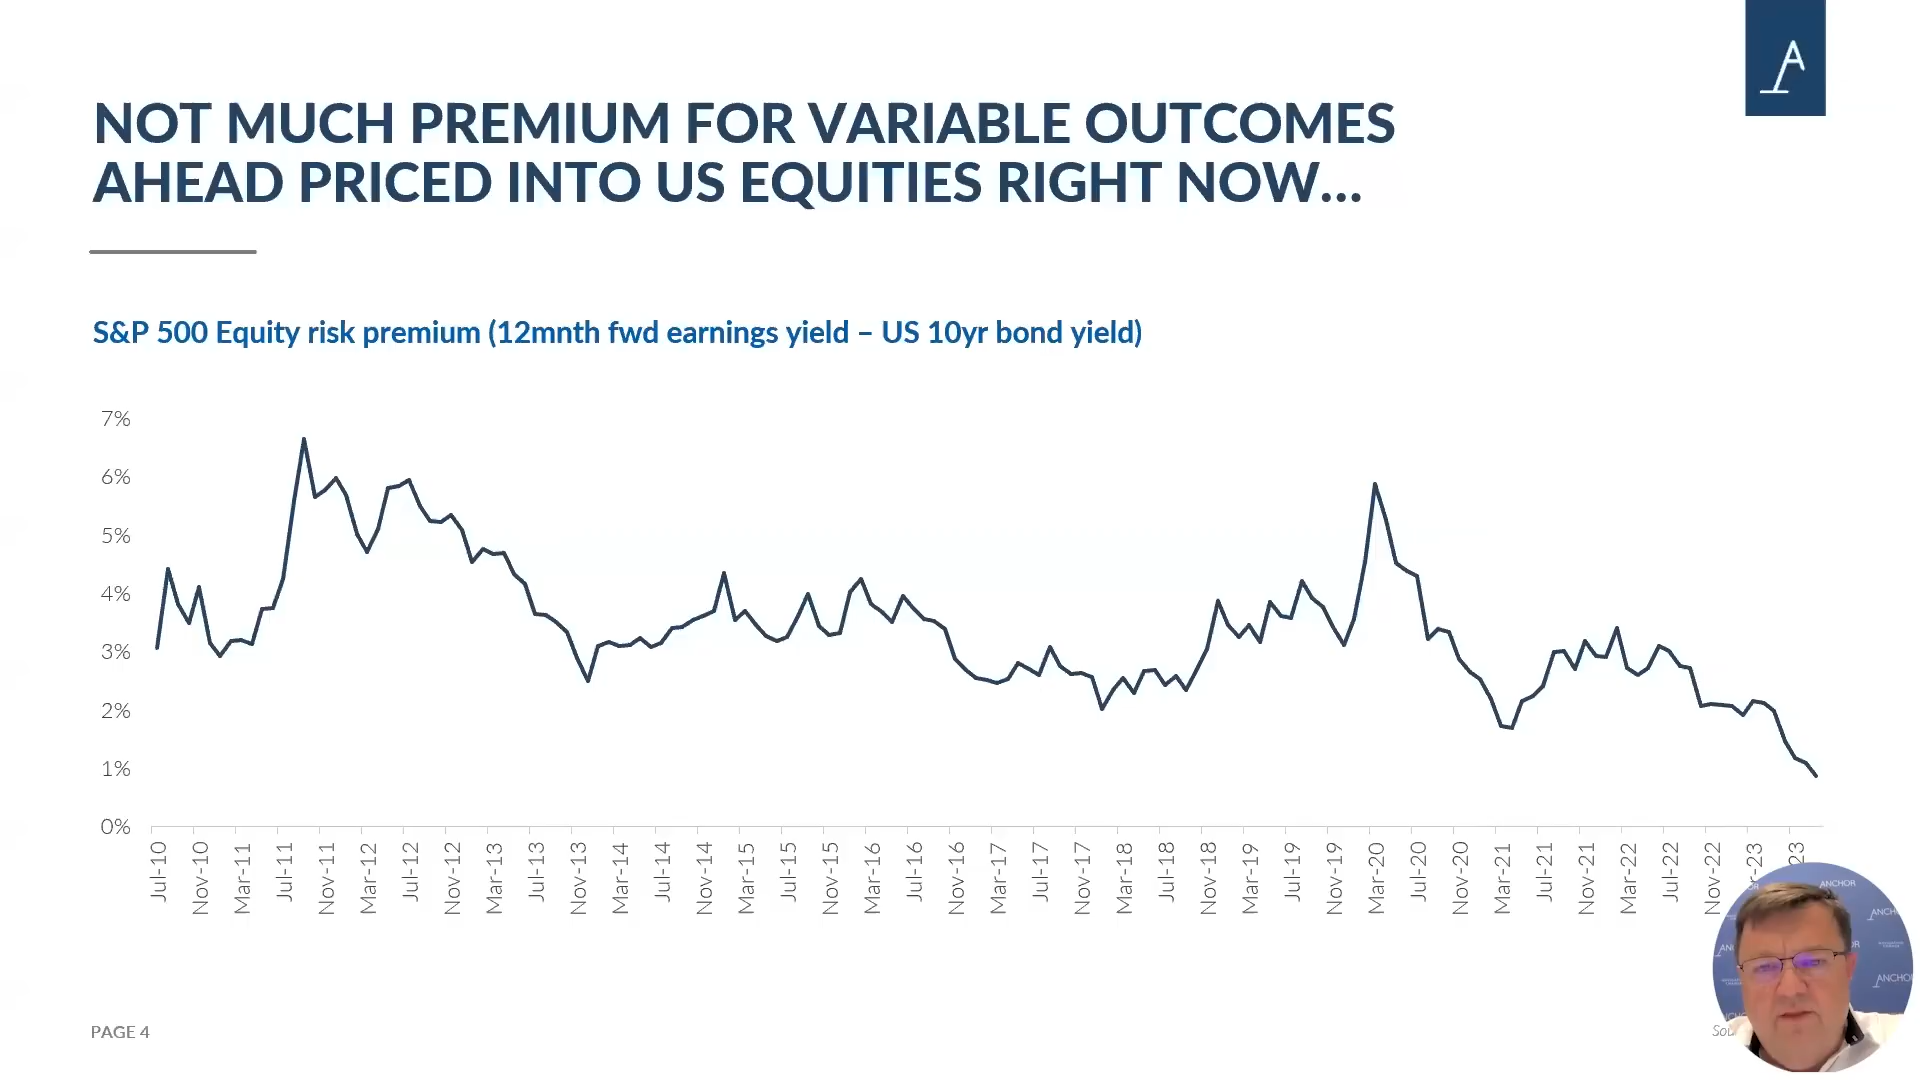 A
NOT MUCH PREMIUM FOR VARIABLE OUTCOMES
AHEAD PRICED INTO US EQUITIES RIGHT NOW...
S&P 500 Equity risk premium (12mnth fwd earnings yield – US 10yr bond yield)
7%
6%
5%
4%
3%
2%
1%
0%
Jul-10
Nov-10
Mar-11
Jul-11
Nov-11
Mar-12
Jul-12
Nov-12
Mar-13
Jul-13
Nov-13
Mar-14
Jul-14
Nov-14
Mar-15
Jul-15
Nov-15
Mar-16
Jul-16
Nov-16
Mar-17
Jul-17
Nov-17
Mar-18
Jul-18
Nov-18
Mar-19
Jul-19
Nov-19
Mar-20
Jul-20
Nov-20
Mar-21
Jul-21
Nov-21
Mar-22
Jul-22
Nov-22
r-23
23
ANCHOR
ANCH
ANCHO
PAGE 4